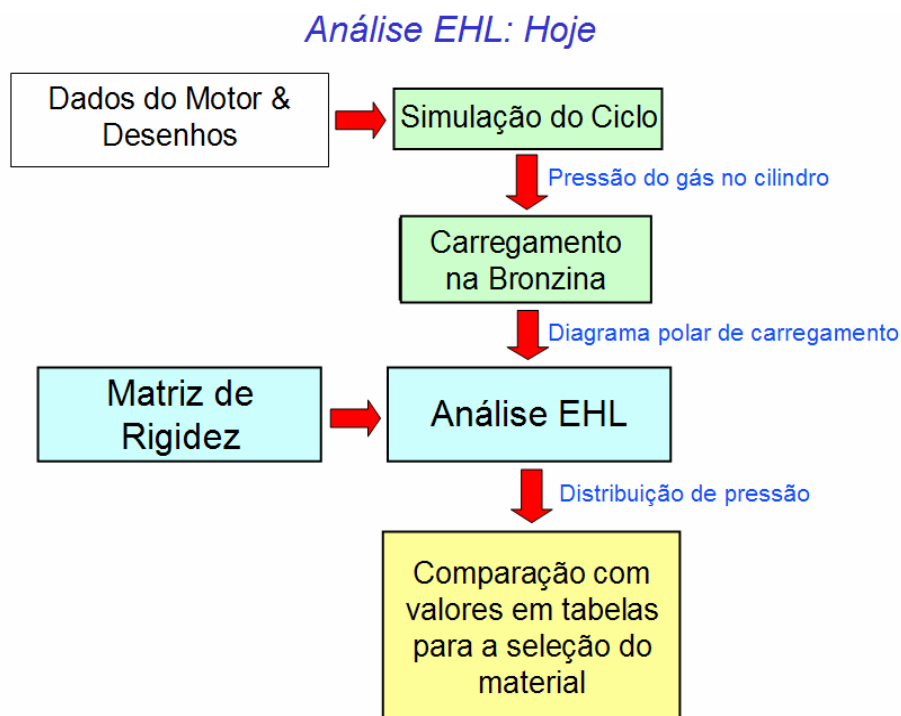 Análise EHL: Hoje
Dados do Motor &
Desenhos
Simulação do Ciclo
Pressão do gás no cilindro
Carregamento
na Bronzina
Diagrama polar de carregamento
Matriz de
Rigidez
Análise EHL
Distribuição de pressão
Comparação com
valores em tabelas
para a seleção do
material